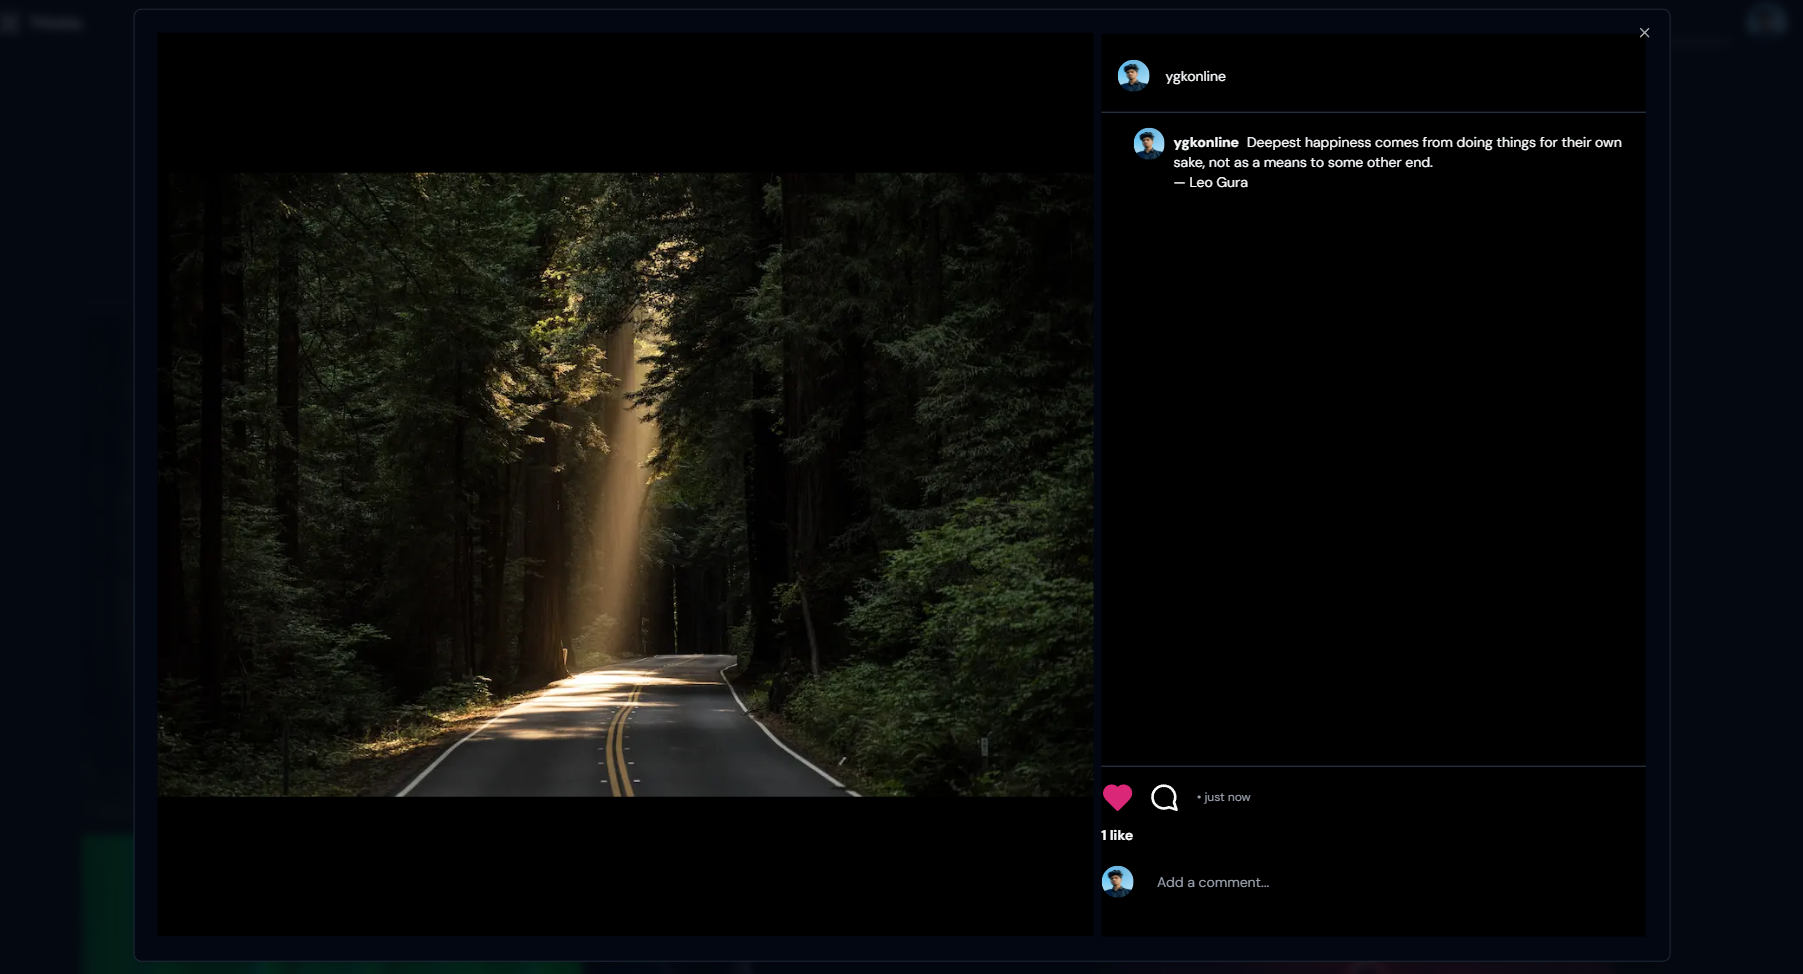 ygkonline
ygkonline Deepest happiness comes from doing things for their own
sake, not as a means to some other end.
— Leo Gura
• just now
1 like
Add a comment...